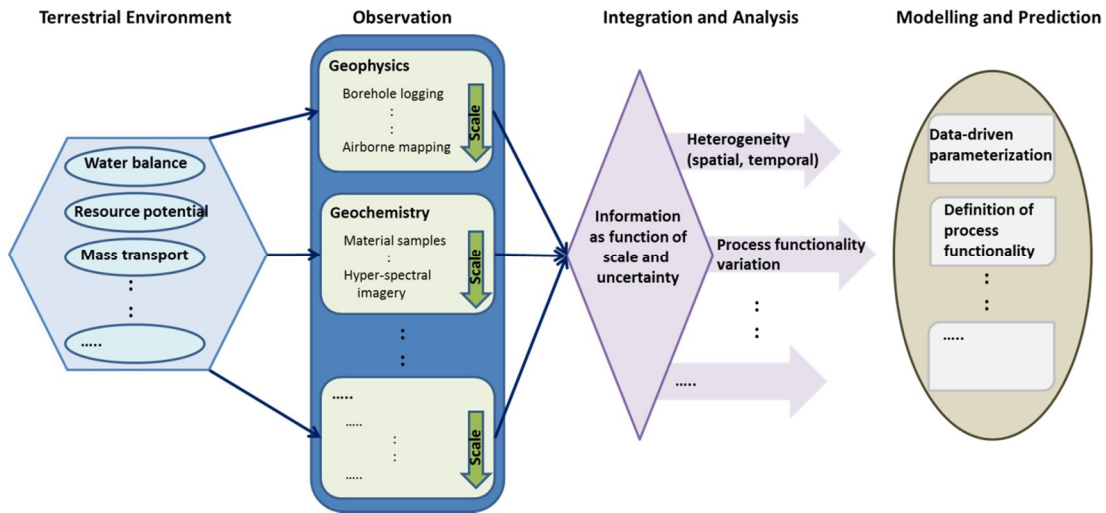 Terrestrial Environment
Observation
Integration and Analysis
Modelling and Prediction
Water balance
Resource potential
Mass transport
:
:
.....
Geophysics
Borehole logging
:
:
Airborne mapping
Scale
Geochemistry
Material samples
:
Hyper-spectral
imagery
Scale
:
:
.....
.....
:
:
.....
Scale
Information
as function of
scale and
uncertainty
Heterogeneity
(spatial, temporal)
Process functionality
variation
:
:
.....
Data-driven
parameterization
Definition of
process
functionality
:
:
.....